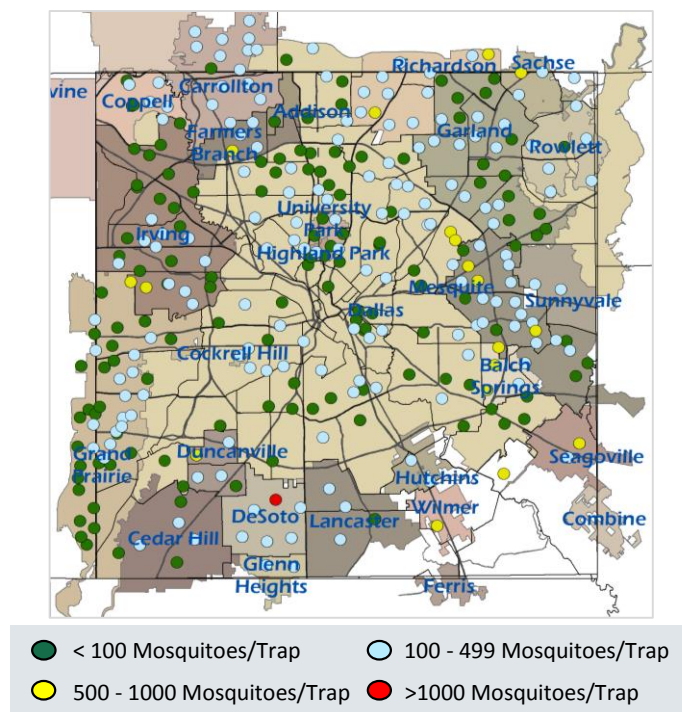 Richardson
Sachse
vine
Carrollton
Coppell
Addison
Farmers
Branch
Garland
Rowlett
University
Park
Irving
Highland Park
Mesquite
Sunnyvale
Dallas
Cockrell Hill
Balch
Springs
Grand
Prairie
Duncanville
Seagoville
Hutchins
DeSoto
Lancaster
Wilmer
Combine
Cedar Hill
Glenn
Heights
Ferris
< 100 Mosquitoes/Trap
100 - 499 Mosquitoes/Trap
500 - 1000 Mosquitoes/Trap
>1000 Mosquitoes/Trap